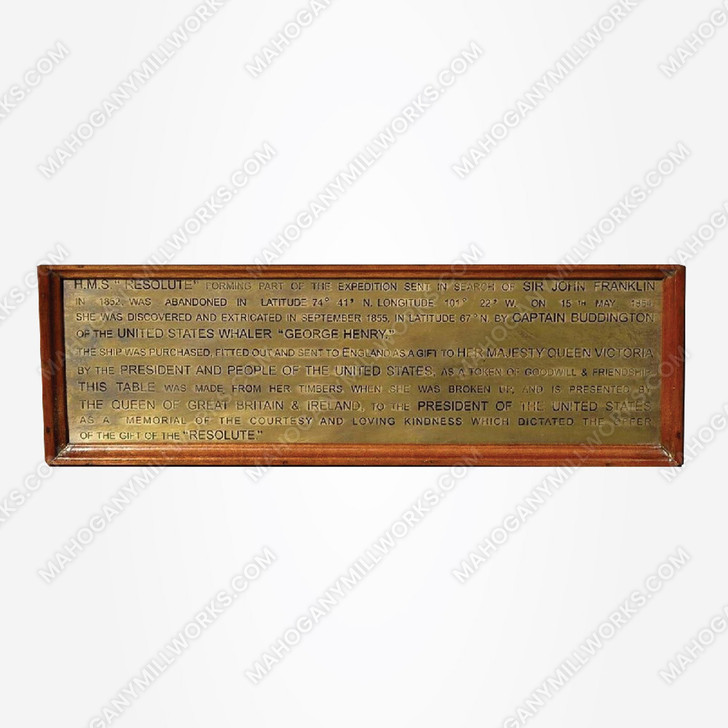 H.M.S "RESOLUTE" FORMING PART OF THE EXPEDITION SENT IN SEARCH OF SIR JOHN FRANKLIN
IN 1852, WAS ABANDONED IN LATITUDE 74° 41' N. LONGITUDE 101° 22' W. ON 15TH MAY
SHE WAS DISCOVERED AND EXTRICATED IN SEPTEMBER 1855, IN LATITUDE 67° N. BY CAPTAIN BUDDINGTON
OF THE UNITED STATES WHALER "GEORGE HENRY"
THE SHIP WAS PURCHASED, FITTED OUT AND SENT TO ENGLAND AS A GIFT TO HER MAJESTY QUEEN VICTORIA
BY THE PRESIDENT AND PEOPLE OF THE UNITED STATES, AS A TOKEN OF GOODWILL & FRIENDSHIP
THIS TABLE WAS MADE FROM HER TIMBERS WHEN SHE WAS BROKEN UP, AND IS PRESENTED BY
THE QUEEN OF GREAT BRITAIN & IRELAND, TO THE PRESIDENT OF THE UNITED STATES
AS A MEMORIAL OF THE COURTESY AND LOVING KINDNESS WHICH DICTATED THE OFFER
OF THE GIFT OF THE "RESOLUTE"
MAHOGANYMILLWORKS.COM